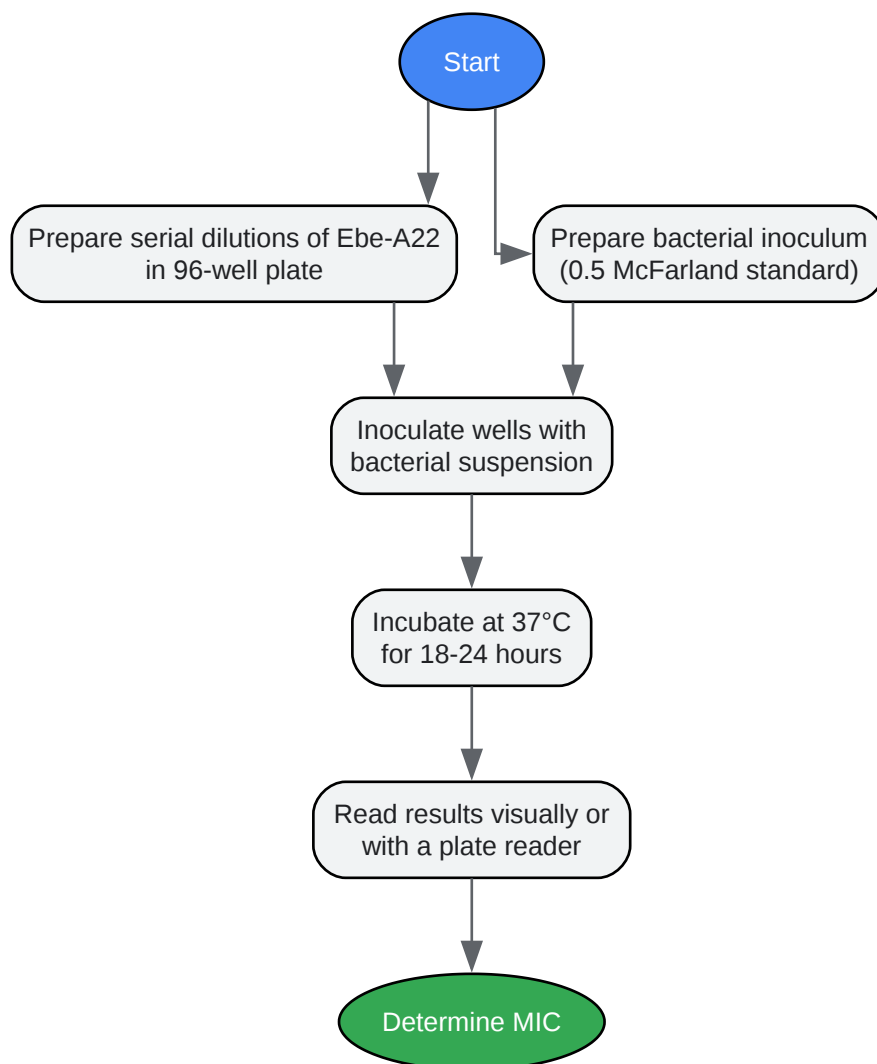 Start
Prepare serial dilutions of Ebe-A22
in 96-well plate
Prepare bacterial inoculum
(0.5 McFarland standard)
Inoculate wells with
bacterial suspension
Incubate at 37°C
for 18-24 hours
Read results visually or
with a plate reader
Determine MIC